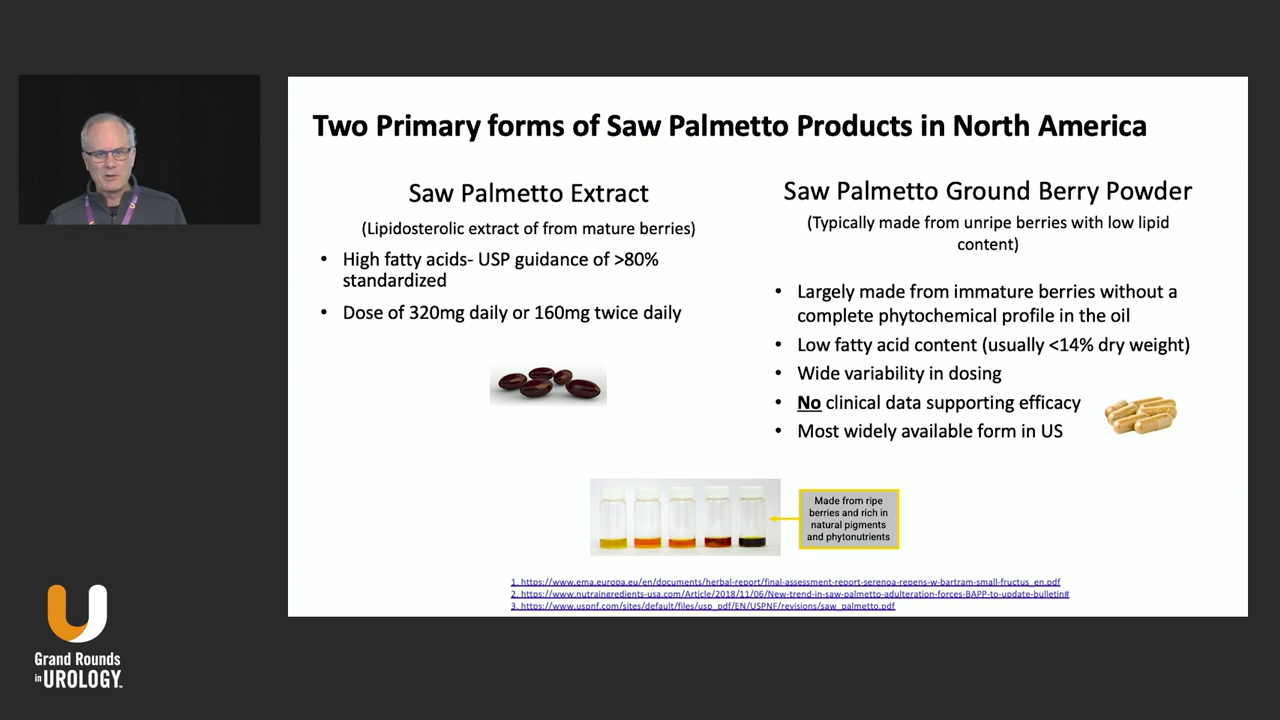 Two Primary forms of Saw Palmetto Products in North America
Saw Palmetto Extract
(Lipidosterolic extract of from mature berries)
• High fatty acids- USP guidance of >80%
standardized
• Dose of 320mg daily or 160mg twice daily
Saw Palmetto Ground Berry Powder
(Typically made from unripe berries with low lipid
content)
• Largely made from immature berries without a
complete phytochemical profile in the oil
• Low fatty acid content (usually <14% dry weight)
• Wide variability in dosing
• No clinical data supporting efficacy
• Most widely available form in US
Made from ripe
berries and rich in
natural pigments
and phytonutrients
1. https://www.ema.europa.eu/en/documents/herbal-report/final-assessment-report-serenoa-repens-w-bartram-small-fructus_en.pdf
2. https://www.nutraingredients-usa.com/Article/2018/11/06/New-trend-in-saw-palmetto-adulteration-forces-BAPP-to-update-bulletin#
3. https://www.uspnf.com/sites/default/files/usp_pdf/EN/USPNF/revisions/saw_palmetto.pdf
Grand Rounds
in UROLOGY™